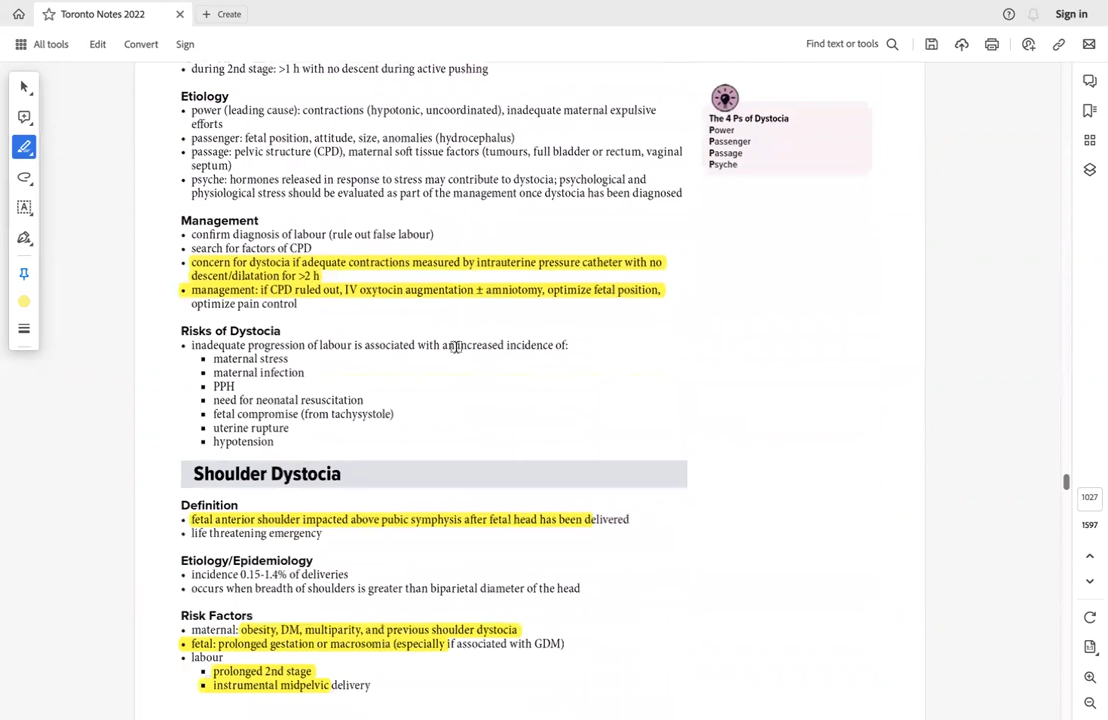 Toronto Notes 2022
Create
Sign in
All tools
Edit
Convert
Sign
Find text or tools
• during 2nd stage: >1 h with no descent during active pushing
Etiology
• power (leading cause): contractions (hypotonic, uncoordinated), inadequate maternal expulsive
efforts
• passenger: fetal position, attitude, size, anomalies (hydrocephalus)
• passage: pelvic structure (CPD), maternal soft tissue factors (tumours, full bladder or rectum, vaginal
septum)
• psyche: hormones released in response to stress may contribute to dystocia; psychological and
physiological stress should be evaluated as part of the management once dystocia has been diagnosed
The 4 Ps of Dystocia
Power
Passenger
Passage
Psyche
Management
• confirm diagnosis of labour (rule out false labour)
• search for factors of CPD
• concern for dystocia if adequate contractions measured by intrauterine pressure catheter with no
descent/dilatation for >2 h
• management: if CPD ruled out, IV oxytocin augmentation ± amniotomy, optimize fetal position,
optimize pain control
Risks of Dystocia
• inadequate progression of labour is associated with an increased incidence of:
▪ maternal stress
▪ maternal infection
▪ PPH
▪ need for neonatal resuscitation
▪ fetal compromise (from tachysystole)
▪ uterine rupture
▪ hypotension
Shoulder Dystocia
Definition
• fetal anterior shoulder impacted above pubic symphysis after fetal head has been delivered
• life threatening emergency
Etiology/Epidemiology
• incidence 0.15-1.4% of deliveries
• occurs when breadth of shoulders is greater than biparietal diameter of the head
Risk Factors
• maternal: obesity, DM, multiparity, and previous shoulder dystocia
• fetal: prolonged gestation or macrosomia (especially if associated with GDM)
• labour
▪ prolonged 2nd stage
▪ instrumental midpelvic delivery
1027
1597